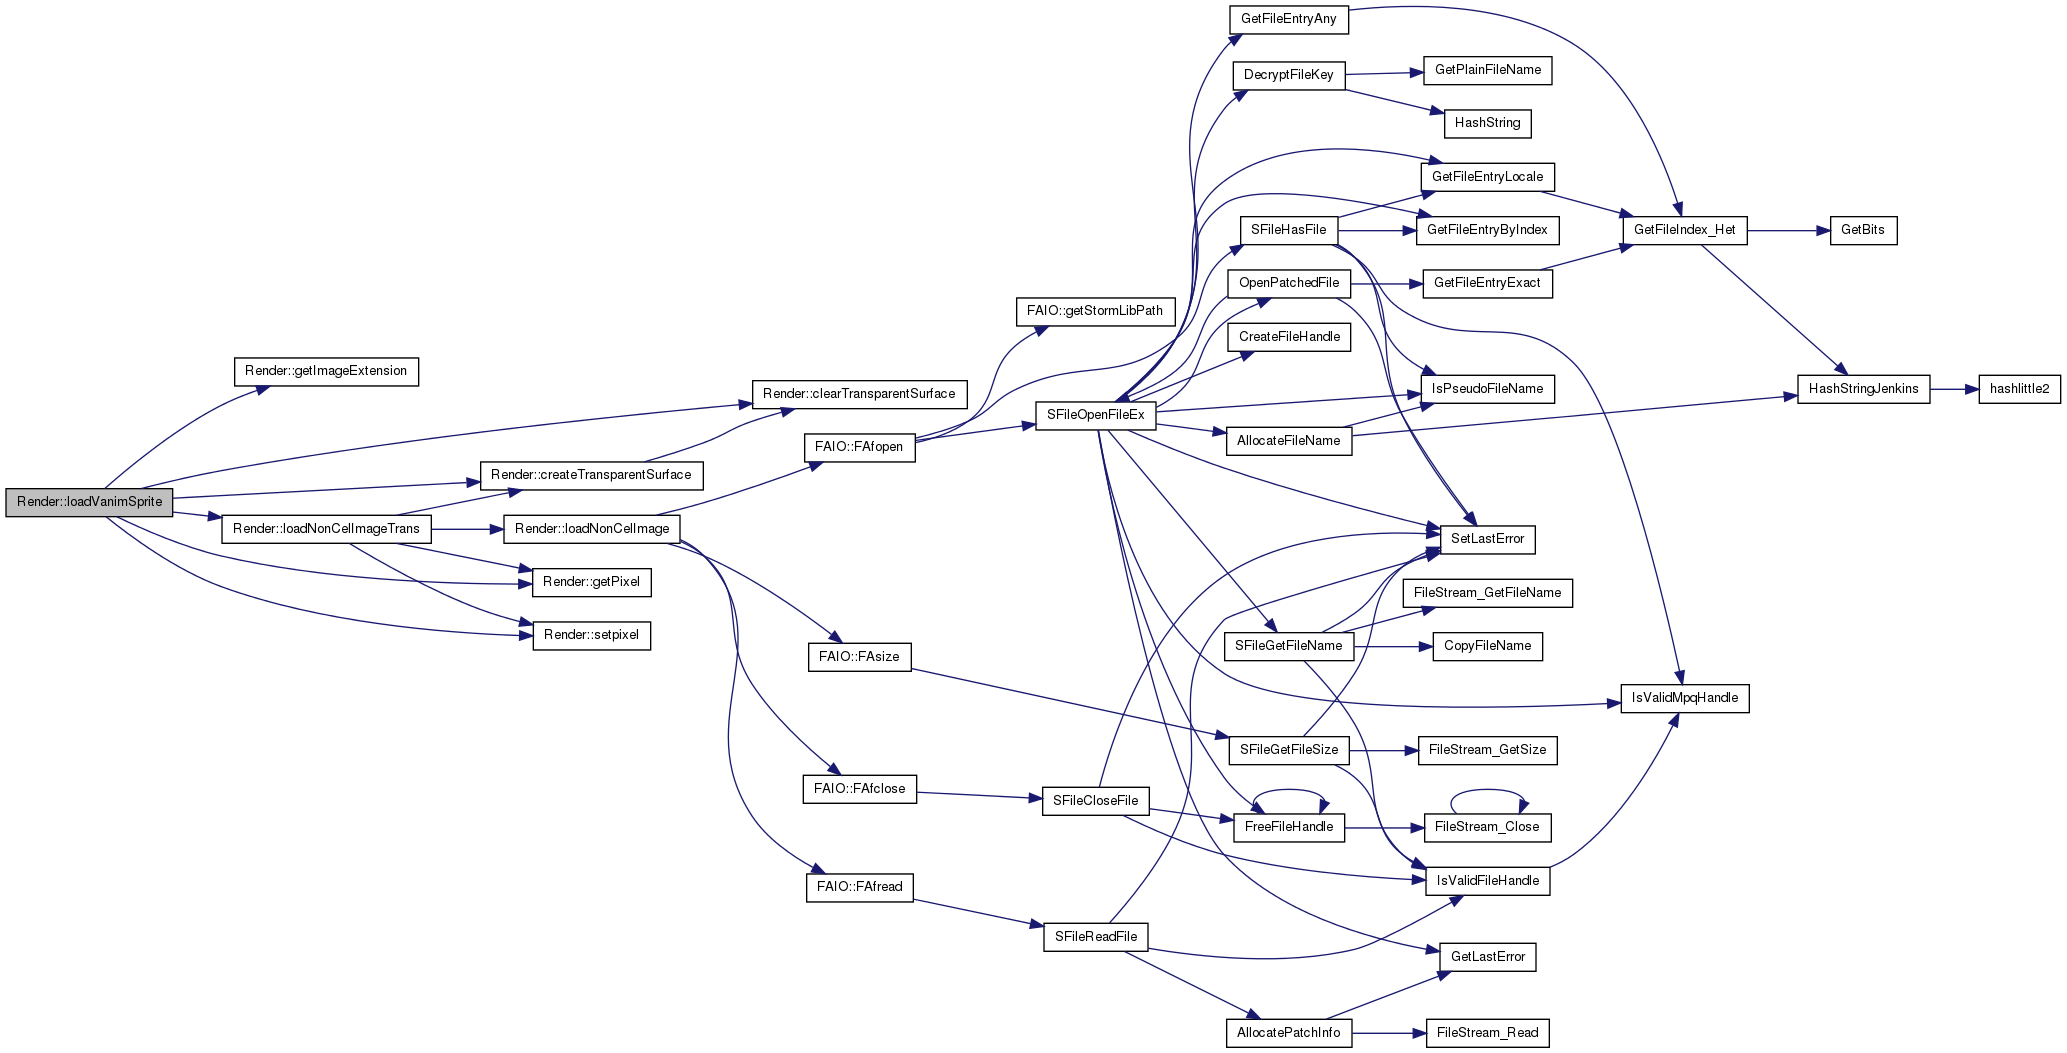 Render::loadVanimSprite
Render::getImageExtension
Render::loadNonCelImageTrans
Render::clearTransparentSurface
Render::createTransparentSurface
Render::loadNonCelImage
Render::getPixel
Render::setpixel
FAIO::FAfopen
FAIO::FAsize
FAIO::FAfclose
FAIO::FAfread
FAIO::getStormLibPath
SFileOpenFileEx
SFileCloseFile
SFileReadFile
GetFileEntryAny
DecryptFileKey
SFileHasFile
OpenPatchedFile
CreateFileHandle
AllocateFileName
SFileGetFileName
SFileGetFileSize
FreeFileHandle
AllocatePatchInfo
GetPlainFileName
HashString
GetFileEntryLocale
GetFileEntryByIndex
GetFileEntryExact
IsPseudoFileName
SetLastError
FileStream_GetFileName
CopyFileName
FileStream_GetSize
FileStream_Close
IsValidFileHandle
GetLastError
FileStream_Read
GetFileIndex_Het
IsValidMpqHandle
GetBits
HashStringJenkins
hashlittle2